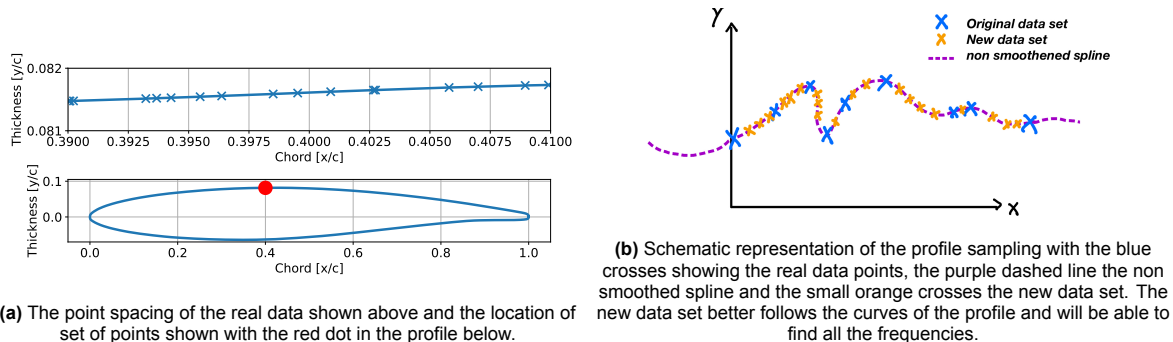 0.082
0.081
Thickness [y/c]
0.3900 0.3925 0.3950 0.3975 0.4000 0.4025 0.4050 0.4075 0.4100
Chord [x/c]
0.1
0.0
Thickness [y/c]
0.0 0.2 0.4 0.6 0.8 1.0
Chord [x/c]
(a) The point spacing of the real data shown above and the location of
set of points shown with the red dot in the profile below.
Y
Original data set
New data set
non smoothened spline
x
(b) Schematic representation of the profile sampling with the blue
crosses showing the real data points, the purple dashed line the non
smoothed spline and the small orange crosses the new data set. The
new data set better follows the curves of the profile and will be able to
find all the frequencies.